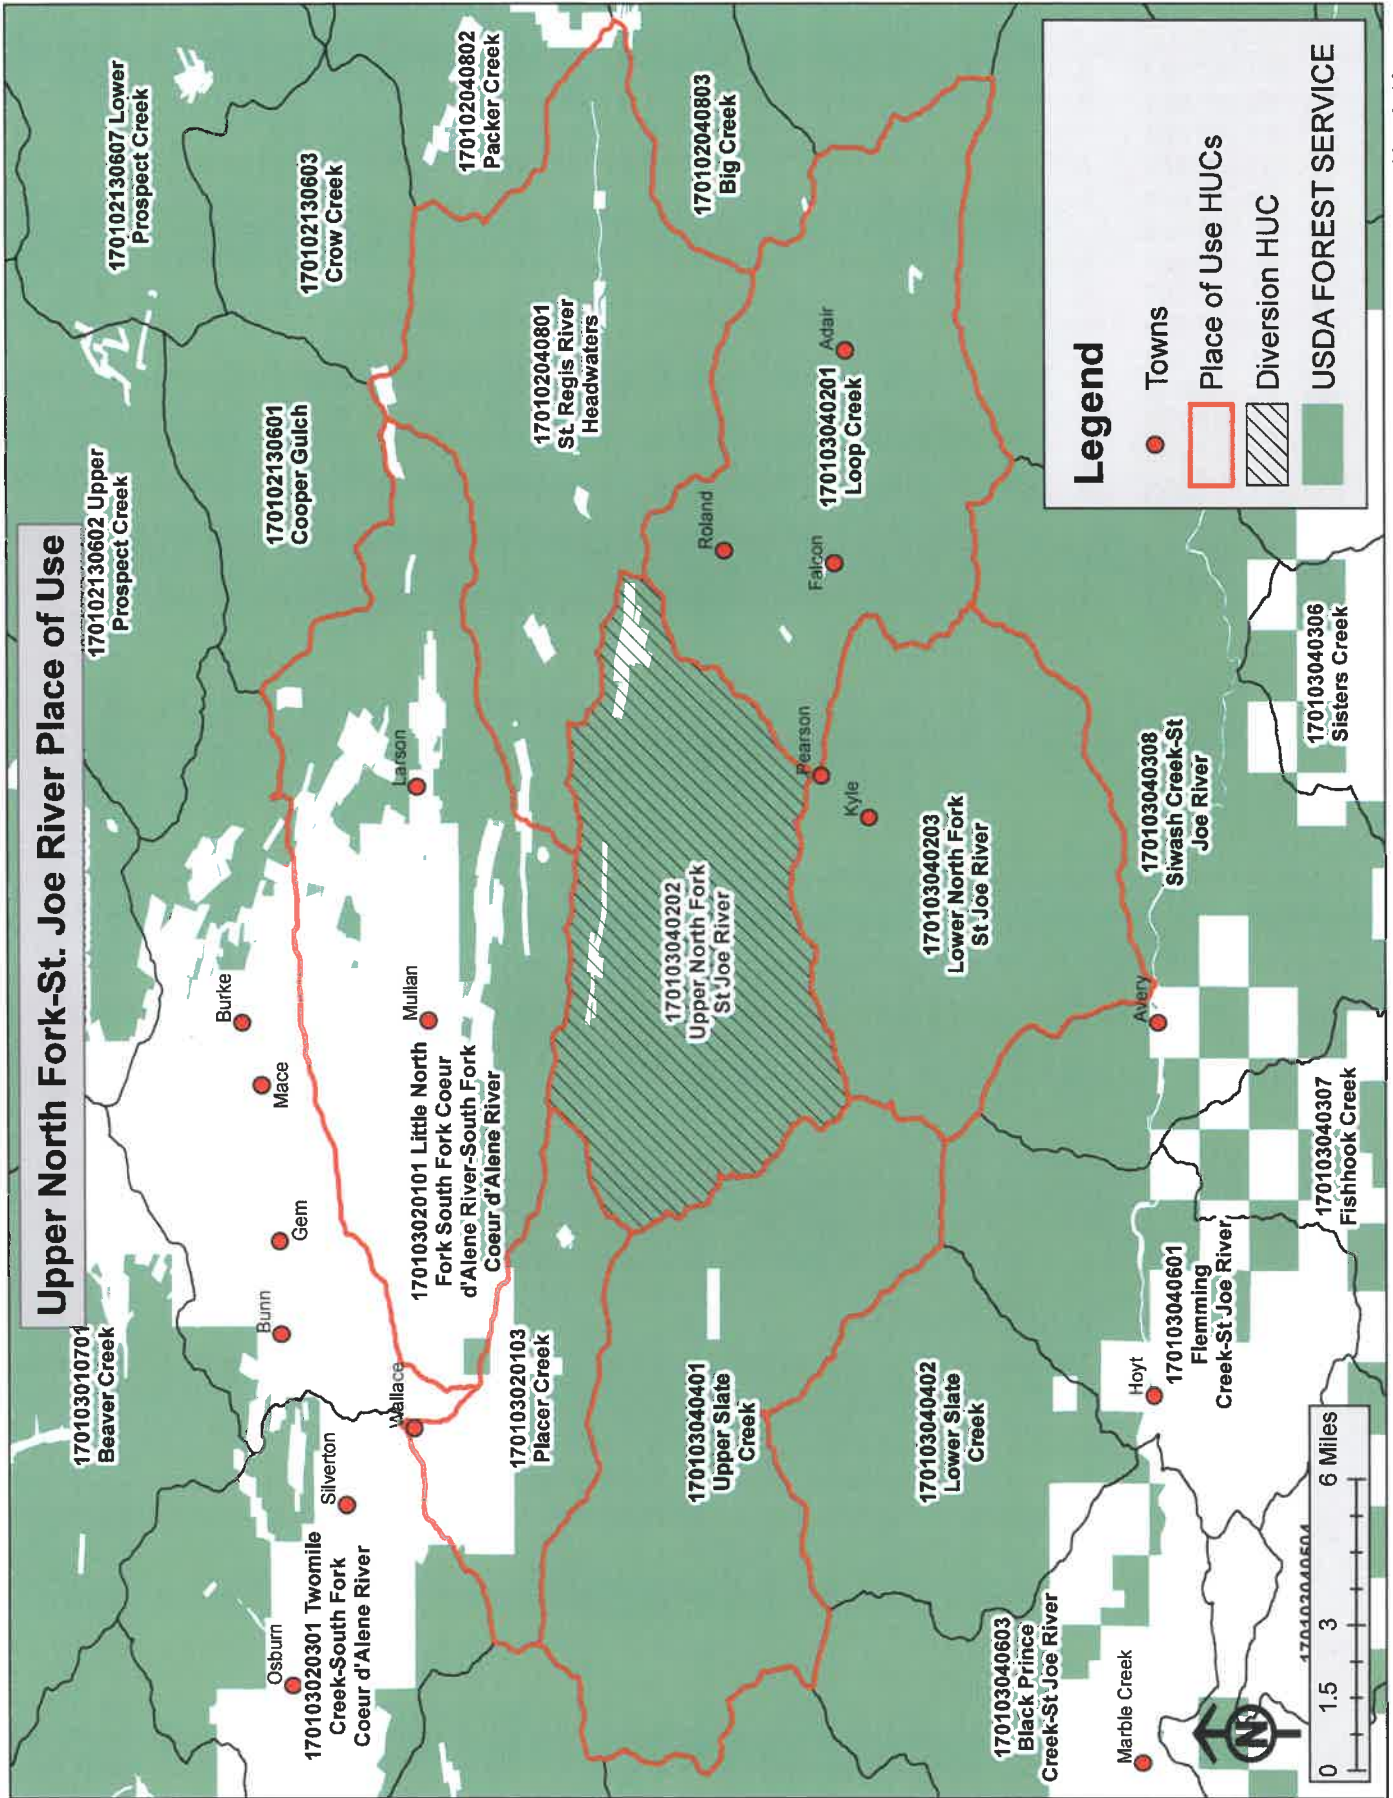 Upper North Fork-St. Joe River Place of Use
170103010701
Beaver Creek
170102130602 Upper
Prospect Creek
170102130607 Lower
Prospect Creek
170102130601
Cooper Gulch
170102130603
Crow Creek
170102040802
Packer Creek
Osburn
170103020301 Twomile
Creek-South Fork
Coeur d'Alene River
Silverton
Wallace
Bunn
Gem
Mace
Burke
Mullan
Larson
170103020101 Little North
Fork South Fork Coeur
d'Alene River-South Fork
Coeur d'Alene River
170103020103
Placer Creek
170102040801
St. Regis River
Headwaters
170102040803
Big Creek
170103040401
Upper Slate
Creek
170103040202
Upper North Fork
St Joe River
Roland
Falcon
Adair
170103040201
Loop Creek
Pearson
Kyle
170103040402
Lower Slate
Creek
170103040203
Lower North Fork
St Joe River
170103040603
Black Prince
Creek-St Joe River
Marble Creek
Hoyt
170103040601
Flemming
Creek-St Joe River
Avery
170103040308
Siwash Creek-St
Joe River
170103040307
Fishhook Creek
170103040306
Sisters Creek
170103040504
Legend
Towns
Place of Use HUCs
Diversion HUC
USDA FOREST SERVICE
N
0 1.5 3 6 Miles